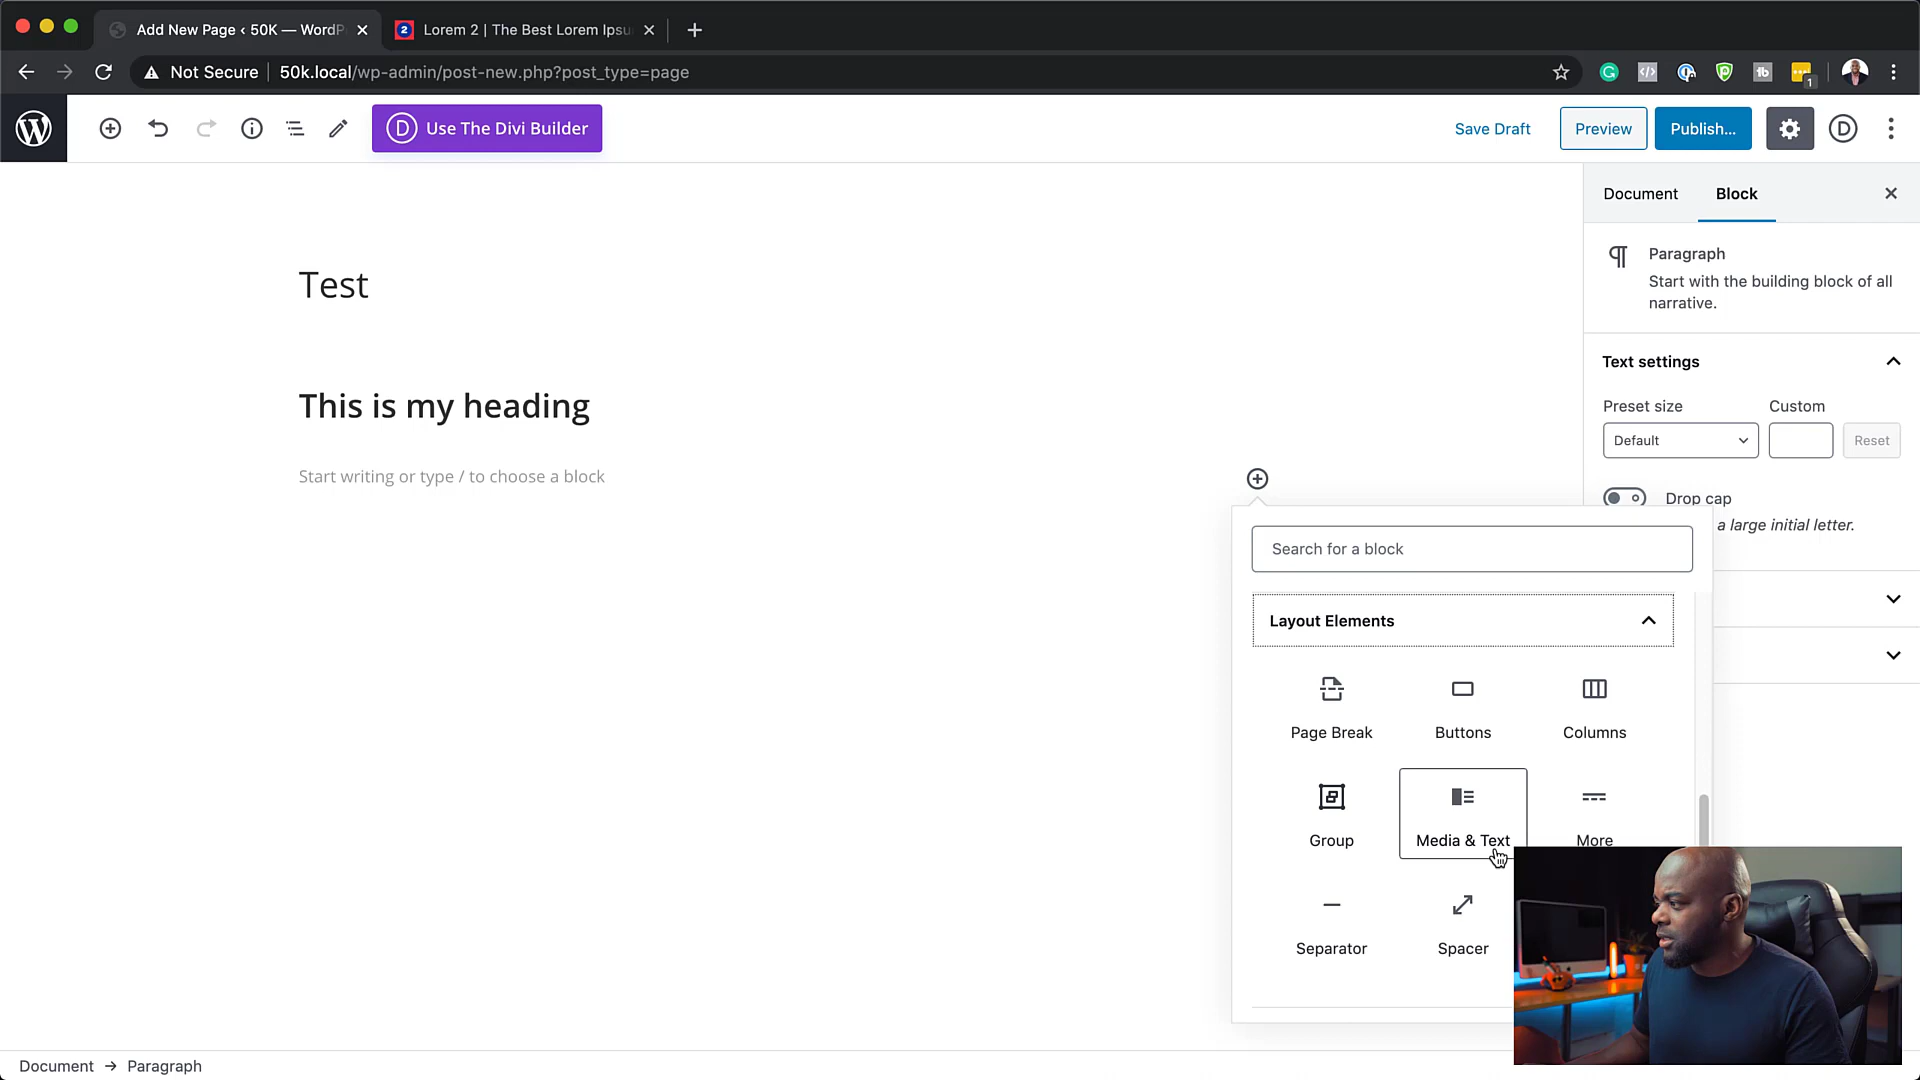 Add New Page ‹ 50K — WordP
2 Lorem 2 | The Best Lorem Ipsu
Not Secure
50k.local/wp-admin/post-new.php?post_type=page
1
Use The Divi Builder
Save Draft
Preview
Publish...
D
Test
This is my heading
Start writing or type / to choose a block
Document
Block
Paragraph
Start with the building block of all
narrative.
Text settings
Preset size
Custom
Default
Reset
Drop cap
a large initial letter.
Search for a block
Layout Elements
Page Break
Buttons
Columns
Group
Media & Text
More
Separator
Spacer
Document → Paragraph